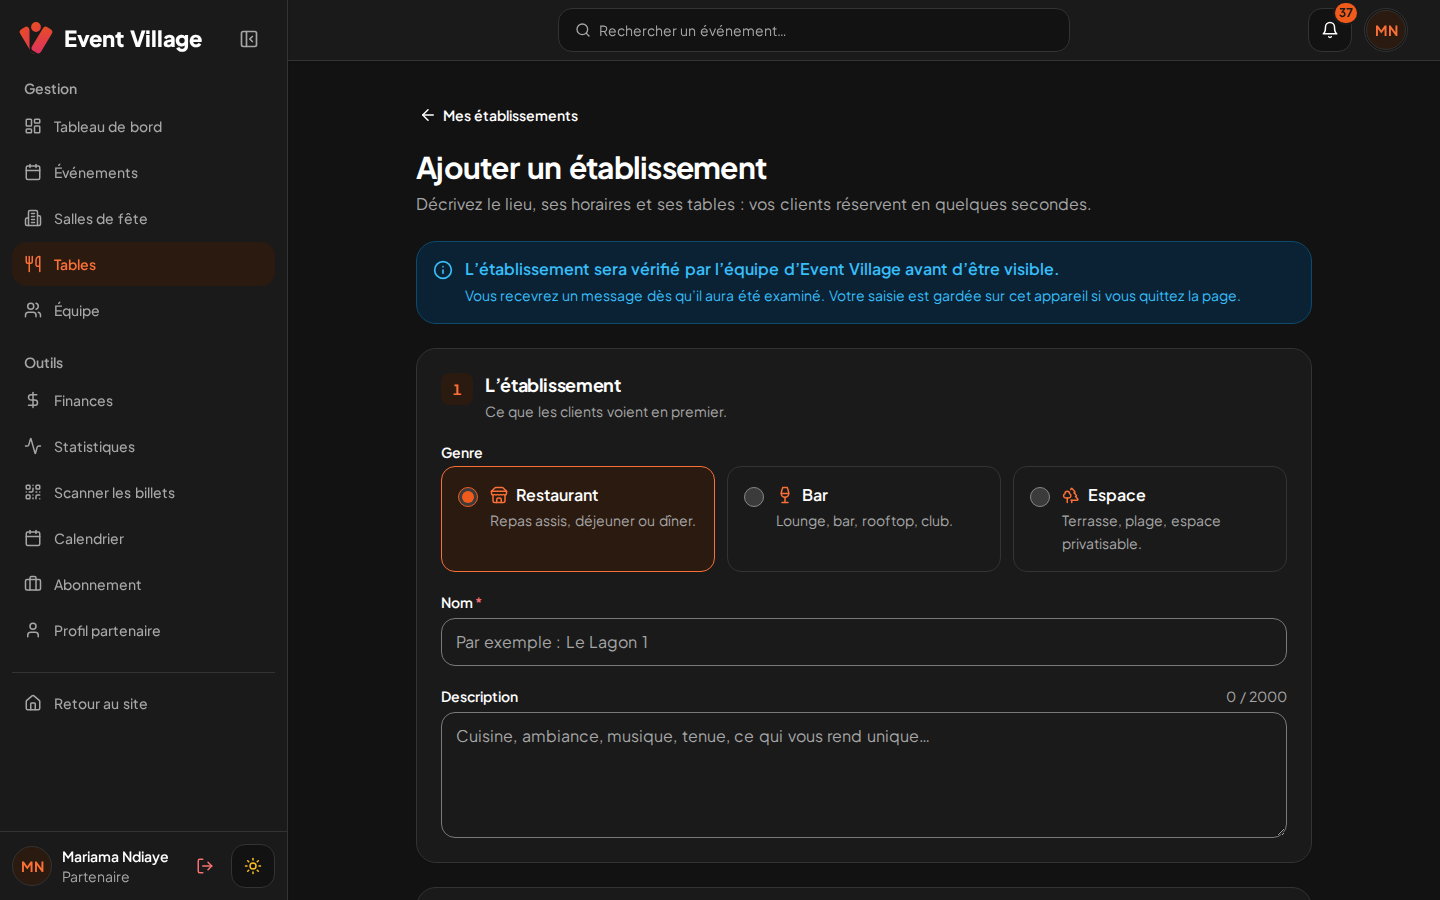 Event Village
Gestion
Tableau de bord
Événements
Salles de fête
Tables
Équipe
Outils
Finances
Statistiques
Scanner les billets
Calendrier
Abonnement
Profil partenaire
Retour au site
MN
Mariama Ndiaye
Partenaire
Rechercher un événement…
37
MN
Mes établissements
Ajouter un établissement
Décrivez le lieu, ses horaires et ses tables : vos clients réservent en quelques secondes.
L’établissement sera vérifié par l’équipe d’Event Village avant d’être visible.
Vous recevrez un message dès qu’il aura été examiné. Votre saisie est gardée sur cet appareil si vous quittez la page.
1
L’établissement
Ce que les clients voient en premier.
Genre
Restaurant
Repas assis, déjeuner ou dîner.
Bar
Lounge, bar, rooftop, club.
Espace
Terrasse, plage, espace
privatisable.
Nom *
Par exemple : Le Lagon 1
Description
0 / 2000
Cuisine, ambiance, musique, tenue, ce qui vous rend unique…